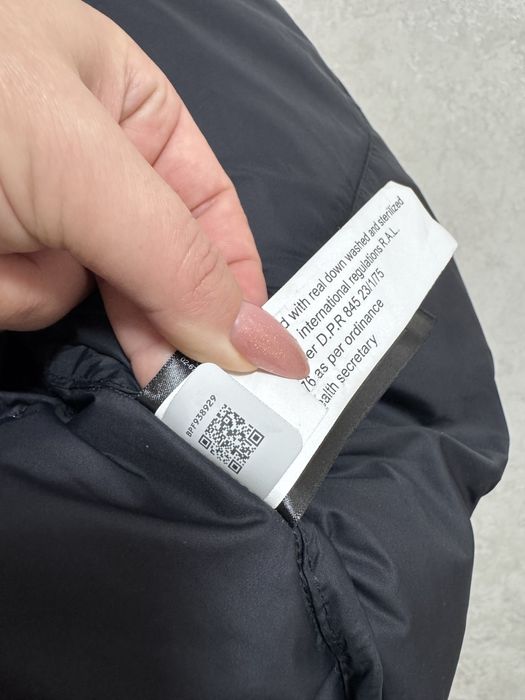 d with real down washed and sterilized
international regulations R.A.L.
er D.P.R 845 23/1/75
76 as per ordinance
alth secretary
BPF938929